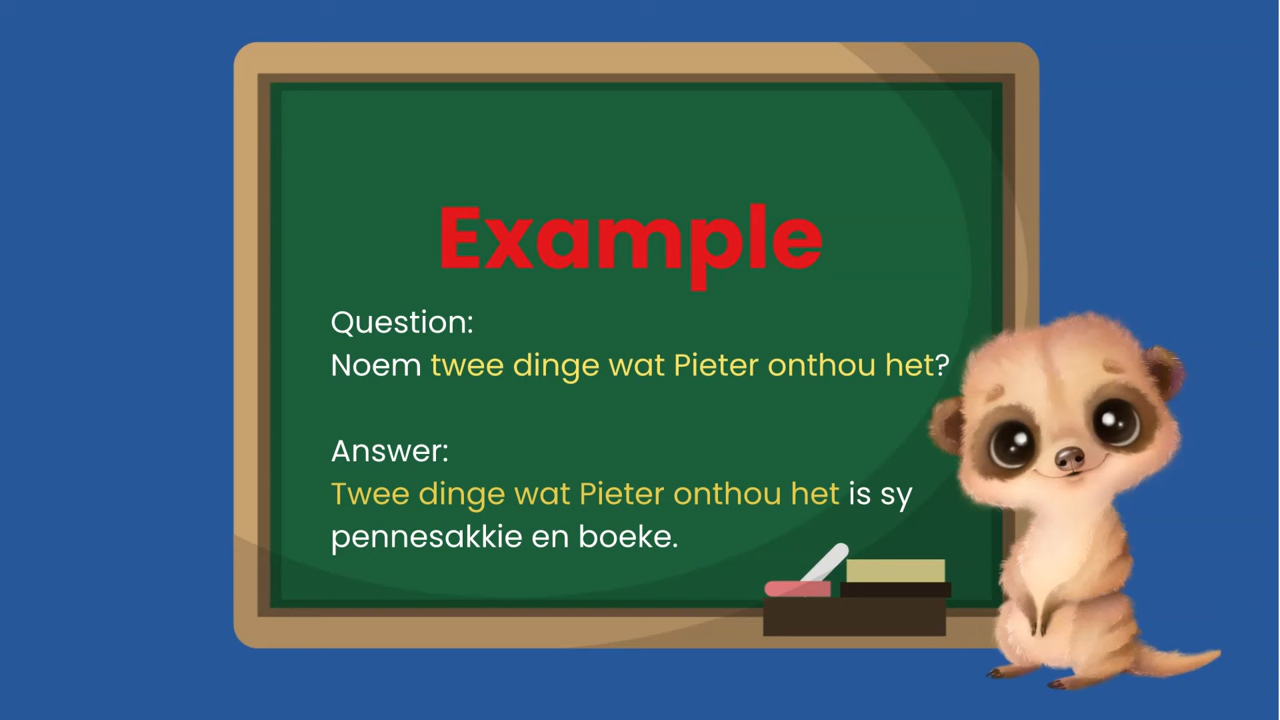 Example
Question:
Noem twee dinge wat Pieter onthou het?
Answer:
Twee dinge wat Pieter onthou het is sy
pennesakkie en boeke.